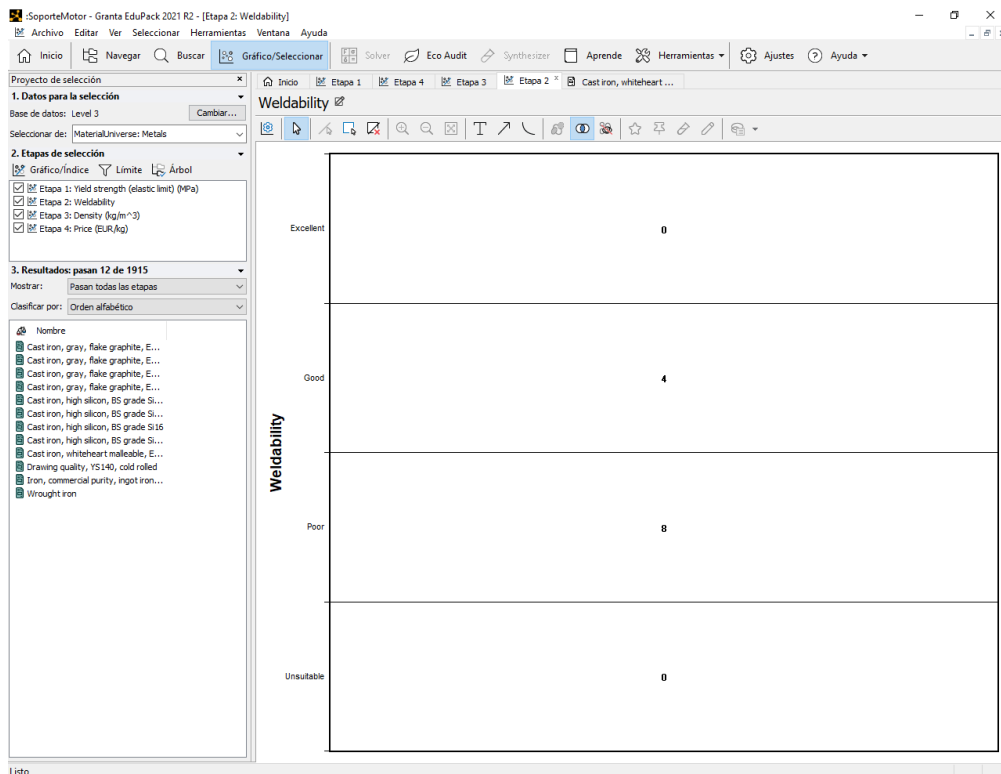 :SoporteMotor - Granta EduPack 2021 R2 - [Etapa 2: Weldability]
Archivo Editar Ver Seleccionar Herramientas Ventana Ayuda
Inicio Navegar Buscar Gráfico/Seleccionar Solver Eco Audit Synthesizer Aprende Herramientas Ajustes ? Ayuda
Proyecto de selección ×
1. Datos para la selección
Base de datos: Level 3 Cambiar...
Seleccionar de: MaterialUniverse: Metals
2. Etapas de selección
Gráfico/Índice Límite Árbol
Etapa 1: Yield strength (elastic limit) (MPa)
Etapa 2: Weldability
Etapa 3: Density (kg/m^3)
Etapa 4: Price (EUR/kg)
3. Resultados: pasan 12 de 1915
Mostrar: Pasan todas las etapas
Clasificar por: Orden alfabético
Nombre
Cast iron, gray, flake graphite, E...
Cast iron, gray, flake graphite, E...
Cast iron, gray, flake graphite, E...
Cast iron, gray, flake graphite, E...
Cast iron, high silicon, BS grade Si...
Cast iron, high silicon, BS grade Si...
Cast iron, high silicon, BS grade Si16
Cast iron, high silicon, BS grade Si...
Cast iron, whiteheart malleable, E...
Drawing quality, YS140, cold rolled
Iron, commercial purity, ingot iron...
Wrought iron
Inicio Etapa 1 Etapa 4 Etapa 3 Etapa 2 × Cast iron, whiteheart ...
Weldability
T
Weldability
Excellent 0
Good 4
Poor 8
Unsuitable 0
Listo